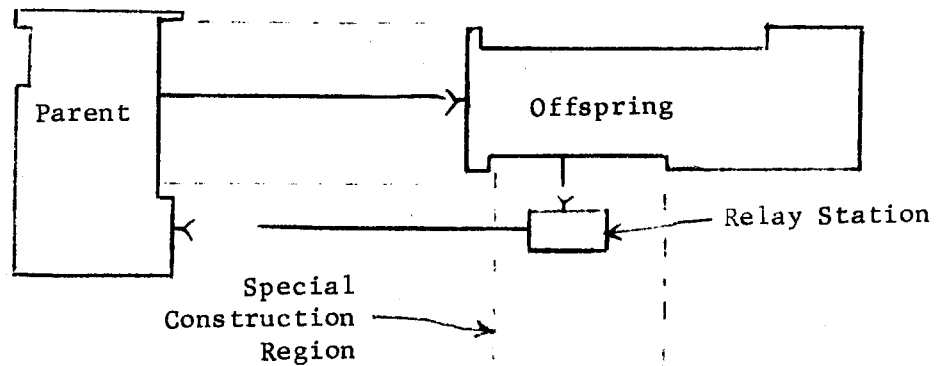 Parent
Offspring
Relay Station
Special
Construction
Region